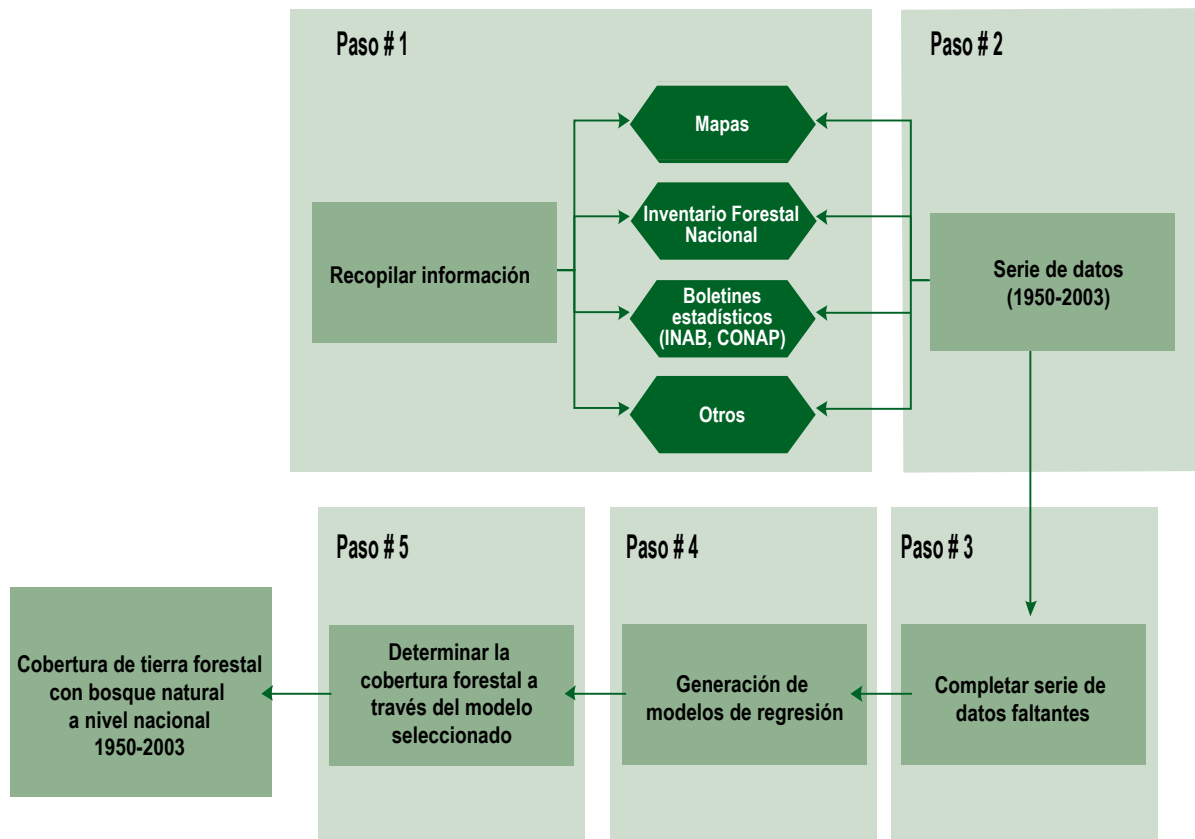 Paso # 1
Recopilar información
Mapas
Inventario Forestal
Nacional
Boletines
estadísticos
(INAB, CONAP)
Otros
Paso # 2
Serie de datos
(1950-2003)
Paso # 3
Completar serie de
datos faltantes
Paso # 4
Generación de
modelos de regresión
Paso # 5
Determinar la
cobertura forestal a
través del modelo
seleccionado
Cobertura de tierra forestal
con bosque natural
a nivel nacional
1950-2003